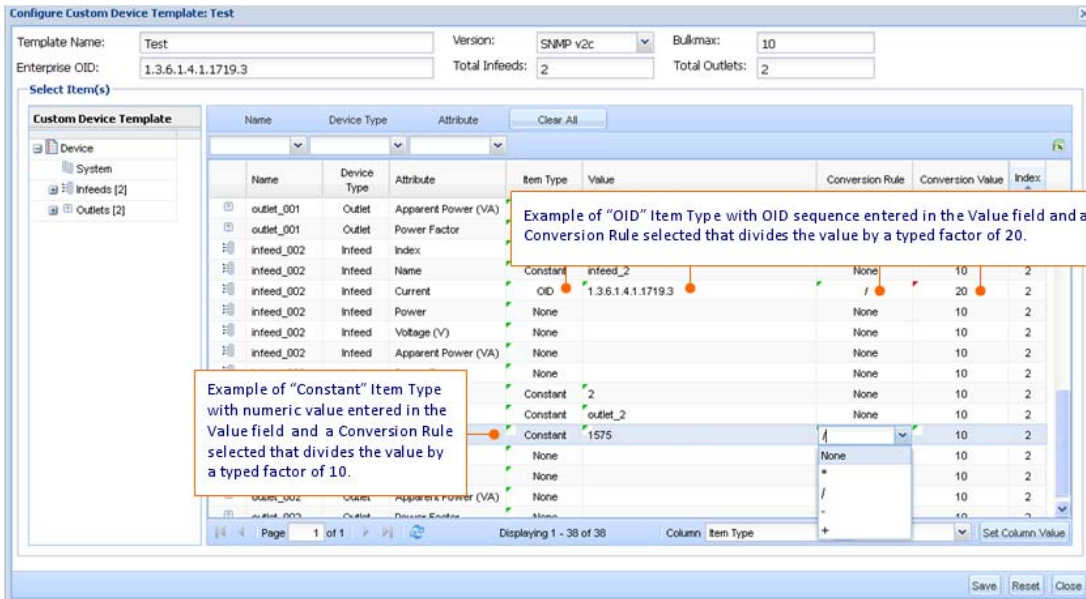 Configure Custom Device Template: Test
Template Name: Test Version: SNMP v2c Bulkmax: 10
Enterprise OID: 1.3.6.1.4.1.1719.3 Total Infeeds: 2 Total Outlets: 2
Select Item(s)
Custom Device Template
Device
System
Infeeds [2]
Outlets [2]
Name Device Type Attribute Clear All
Name Device Type Attribute Item Type Value Conversion Rule Conversion Value Index
outlet_001 Outlet Apparent Power (VA)
outlet_001 Outlet Power Factor
Example of "OID" Item Type with OID sequence entered in the Value field and a
Conversion Rule selected that divides the value by a typed factor of 20.
infeed_002 Infeed Index
infeed_002 Infeed Name Constant infeed_2 None 10 2
infeed_002 Infeed Current OID 1.3.6.1.4.1.1719.3 / 20 2
infeed_002 Infeed Power None None 10 2
infeed_002 Infeed Voltage (V) None None 10 2
infeed_002 Infeed Apparent Power (VA) None None 10 2
None None 10 2
Constant 2 None 10 2
Constant outlet_2 None 10 2
Constant 1575 / 10 2
None 10 2
None 10 2
outlet_002 Outlet Apparent Power (VA) None 10 2
outlet_002 Outlet Power Factor None 10 2
Example of "Constant" Item Type
with numeric value entered in the
Value field and a Conversion Rule
selected that divides the value by
a typed factor of 10.
None
*
/
-
+
Page 1 of 1 Displaying 1 - 38 of 38 Column Item Type Set Column Value
Save Reset Close